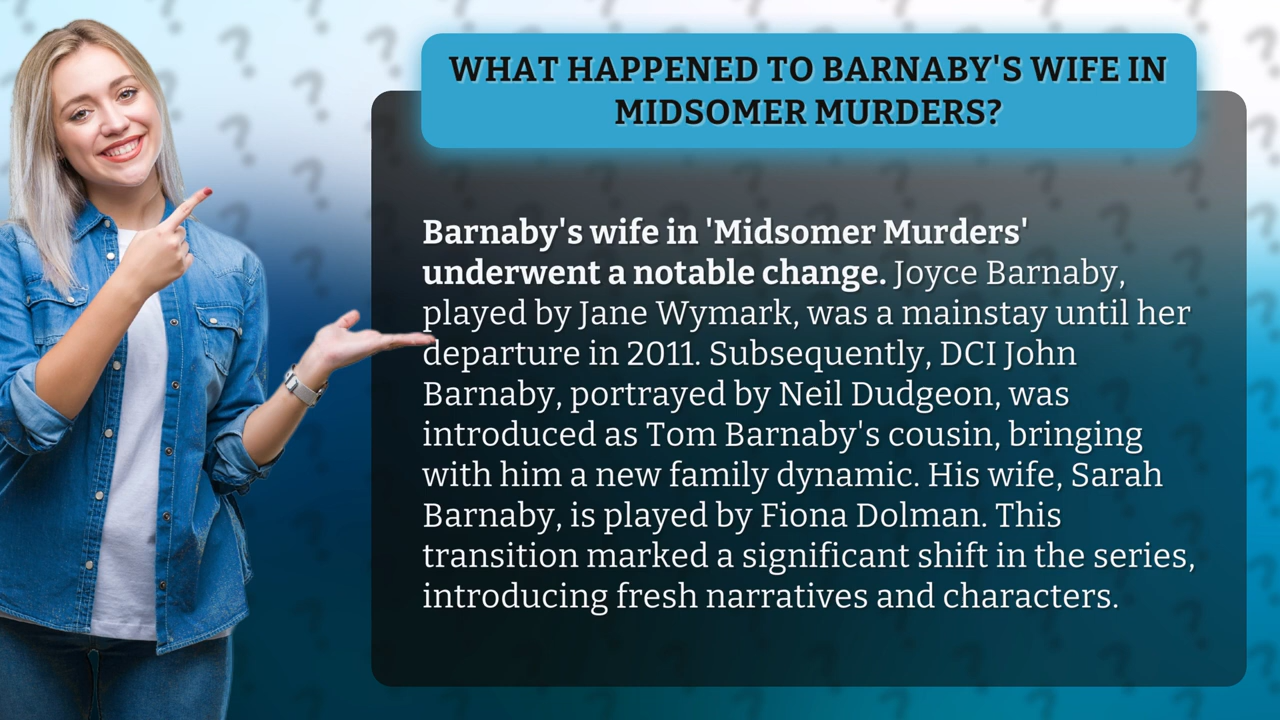 WHAT HAPPENED TO BARNABY'S WIFE IN
MIDSOMER MURDERS?
Barnaby's wife in 'Midsomer Murders'
underwent a notable change. Joyce Barnaby,
played by Jane Wymark, was a mainstay until her
departure in 2011. Subsequently, DCI John
Barnaby, portrayed by Neil Dudgeon, was
introduced as Tom Barnaby's cousin, bringing
with him a new family dynamic. His wife, Sarah
Barnaby, is played by Fiona Dolman. This
transition marked a significant shift in the series,
introducing fresh narratives and characters.